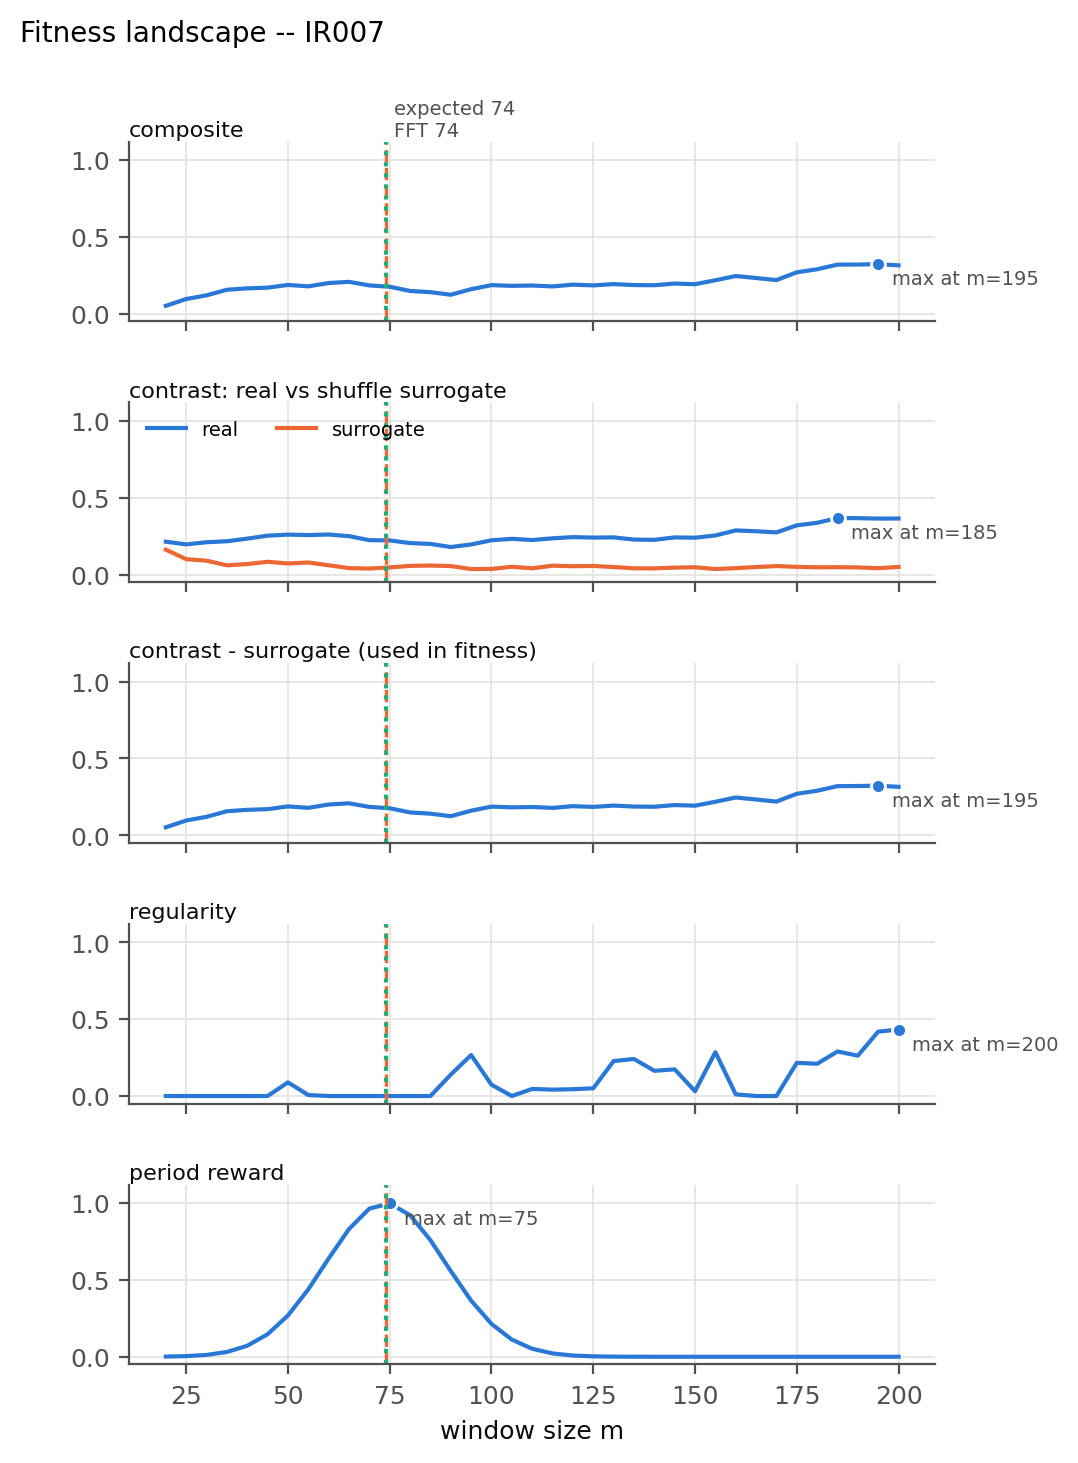 Fitness landscape -- IR007
expected 74
FFT 74
composite
1.0
0.5
0.0
max at m=195
contrast: real vs shuffle surrogate
1.0
real
surrogate
0.5
max at m=185
0.0
contrast - surrogate (used in fitness)
1.0
0.5
max at m=195
0.0
regularity
1.0
0.5
max at m=200
0.0
period reward
1.0
max at m=75
0.5
0.0
25 50 75 100 125 150 175 200
window size m